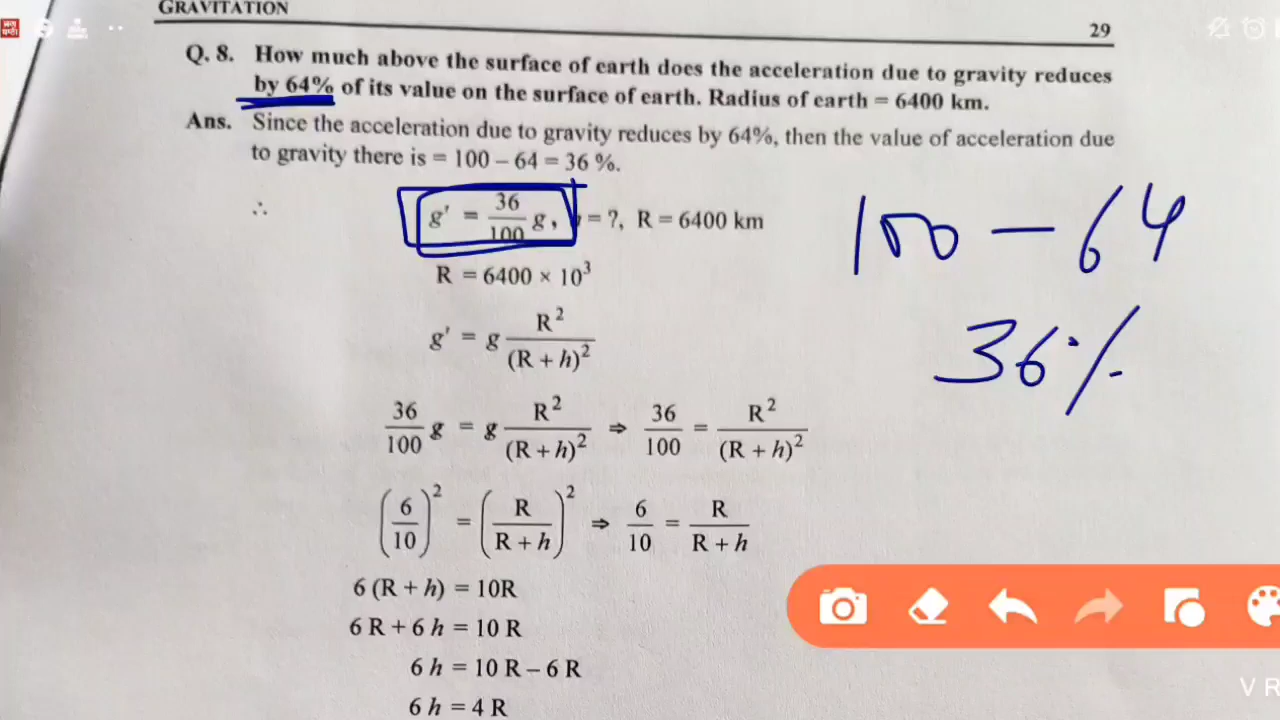 GRAVITATION
29
Q. 8. How much above the surface of earth does the acceleration due to gravity reduces
by 64% of its value on the surface of earth. Radius of earth = 6400 km.
Ans. Since the acceleration due to gravity reduces by 64%, then the value of acceleration due
to gravity there is = 100 – 64 = 36 %.
∴ g′ = 36/100 g, = ?, R = 6400 km
R = 6400 × 10³
g′ = g R²/(R + h)²
36/100 g = g R²/(R + h)² ⇒ 36/100 = R²/(R + h)²
(6/10)² = (R/(R + h))² ⇒ 6/10 = R/(R + h)
6 (R + h) = 10R
6 R + 6 h = 10 R
6 h = 10 R – 6 R
6 h = 4 R
100 – 64
36%
V R